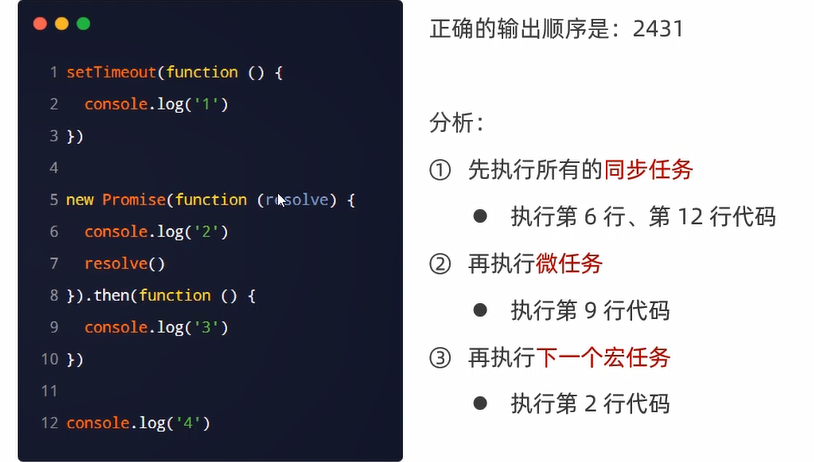 1 setTimeout(function () {
2   console.log('1')
3 })
4
5 new Promise(function (resolve) {
6   console.log('2')
7   resolve()
8 }).then(function () {
9   console.log('3')
10 })
11
12 console.log('4')
正确的输出顺序是：2431
分析：
① 先执行所有的同步任务
● 执行第 6 行、第 12 行代码
② 再执行微任务
● 执行第 9 行代码
③ 再执行下一个宏任务
● 执行第 2 行代码